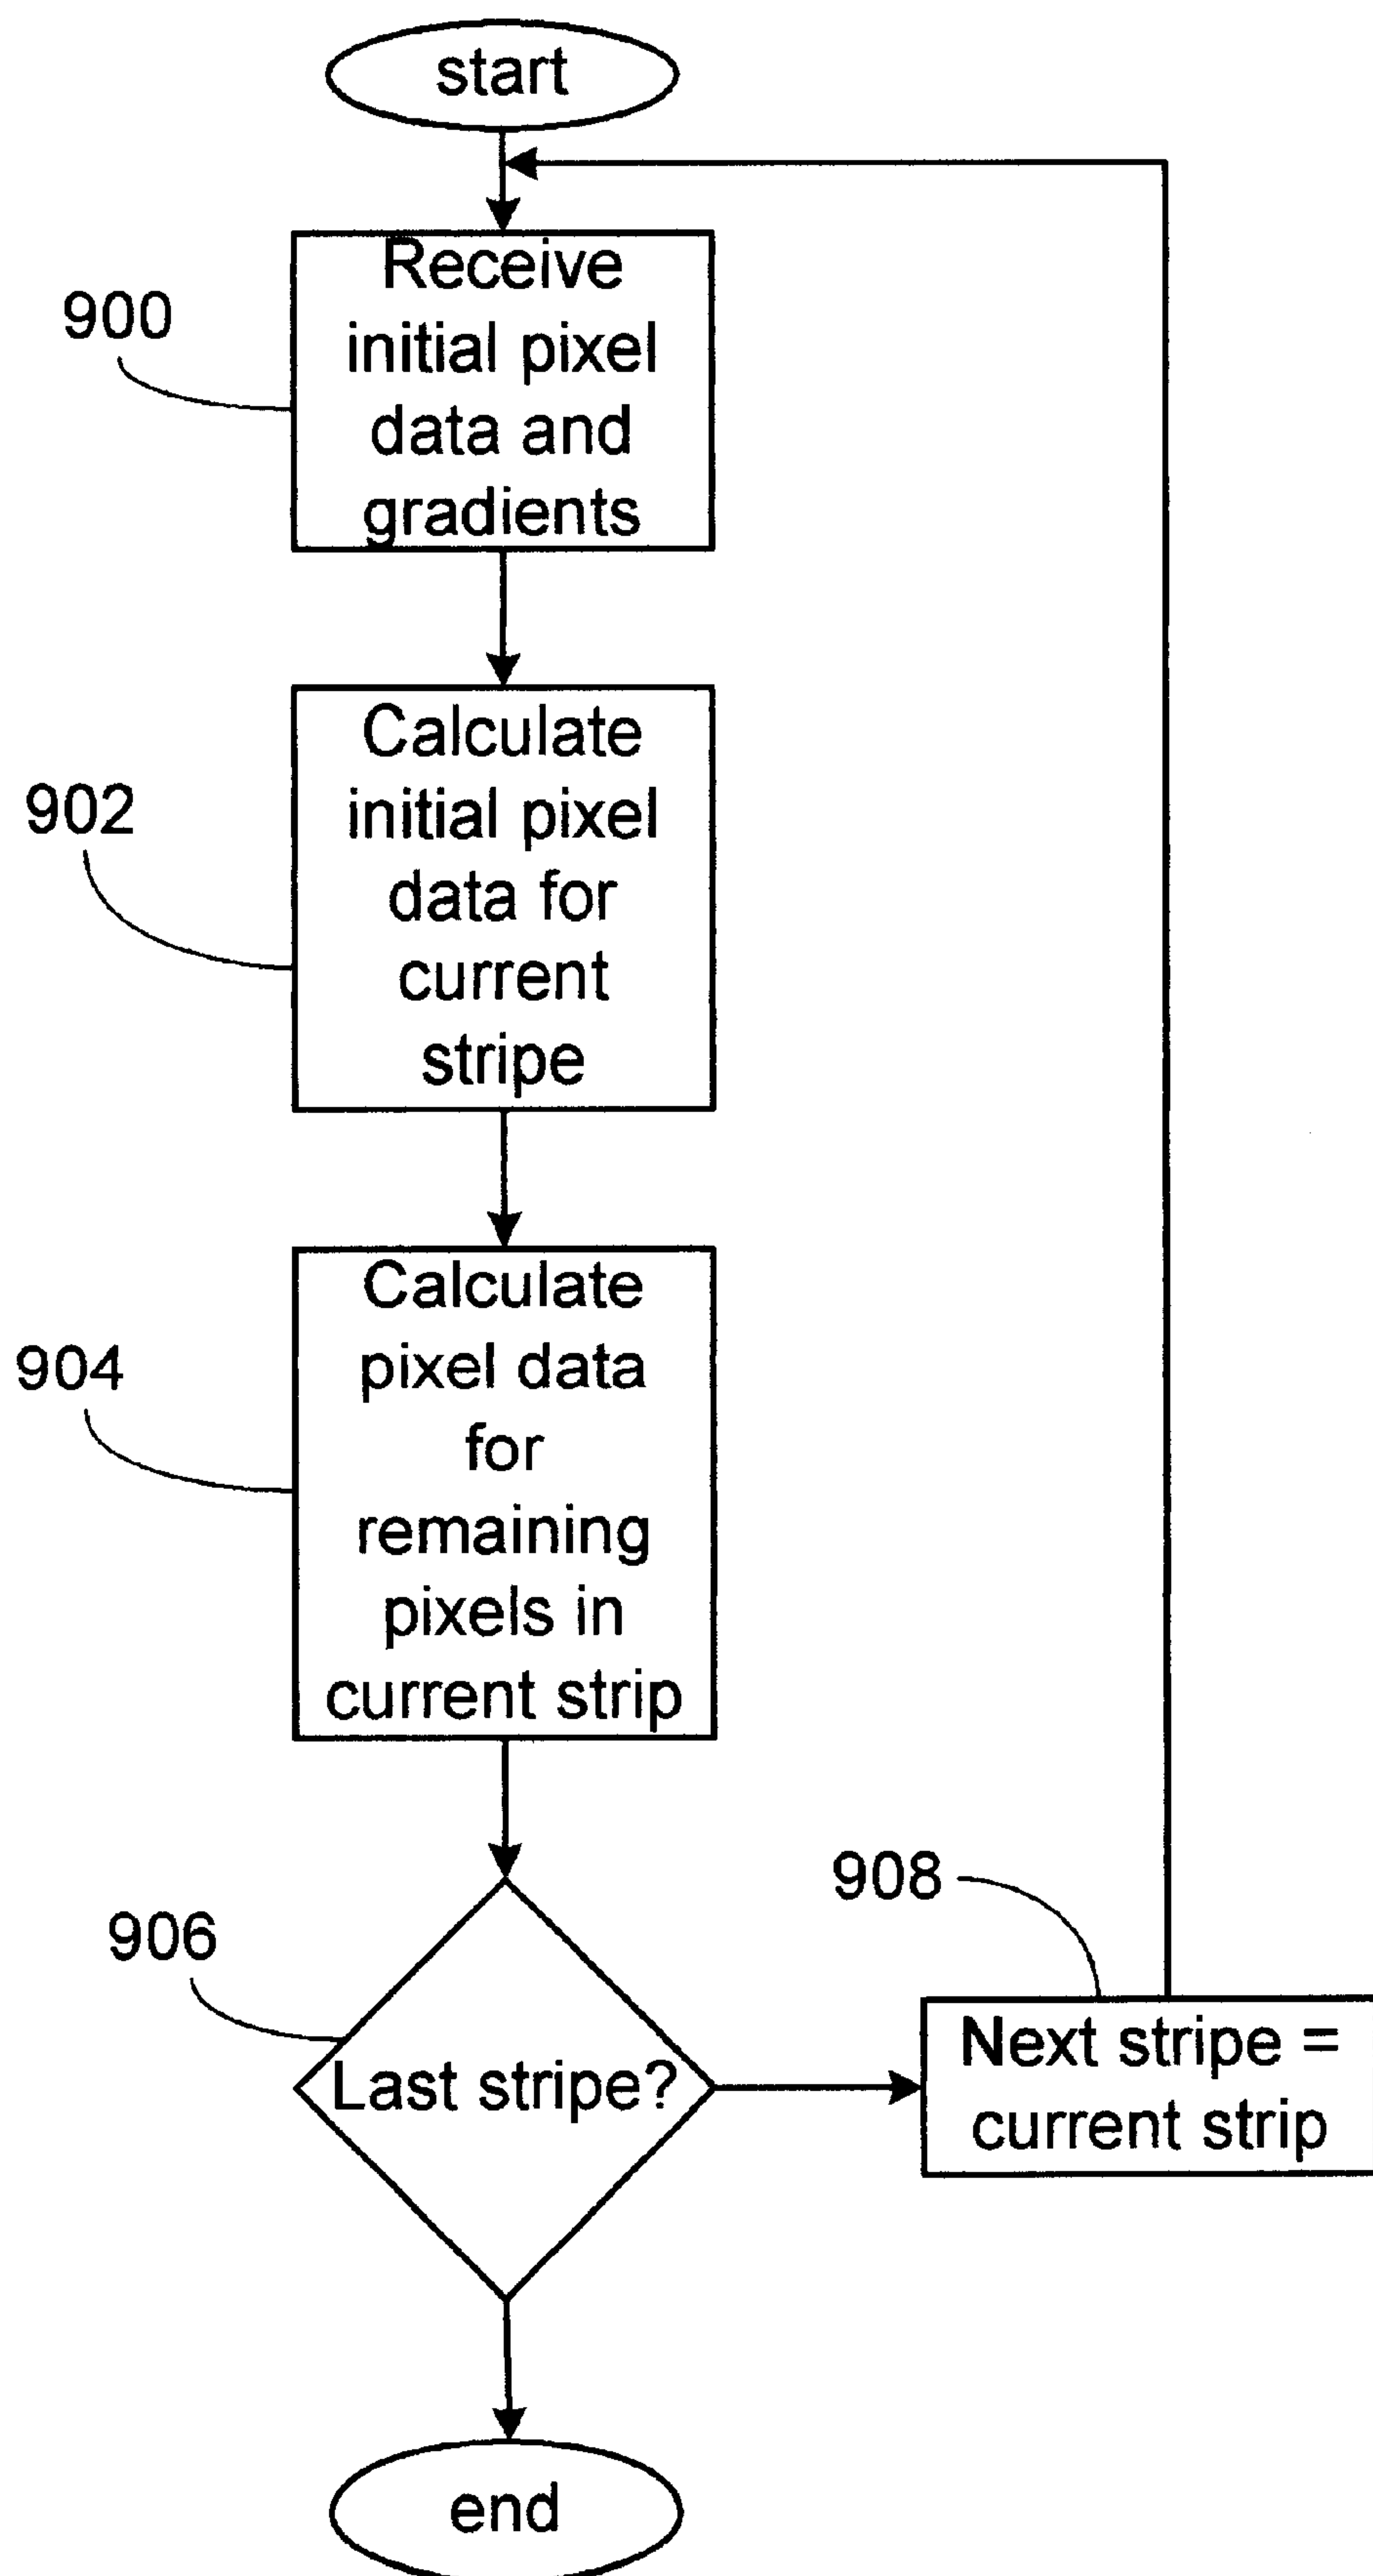 start
900
Receive
initial pixel
data and
gradients
902
Calculate
initial pixel
data for
current
stripe
904
Calculate
pixel data
for
remaining
pixels in
current strip
906
Last stripe?
908
Next stripe =
current strip
end